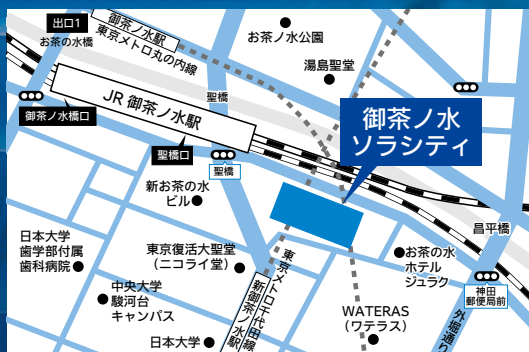 出口1
お茶の水橋
御茶ノ水駅
東京メトロ丸の内線
お茶ノ水公園
湯島聖堂
JR 御茶ノ水駅
聖橋
御茶ノ水橋口
聖橋口
聖橋
御茶ノ水
ソラシティ
新お茶の水
ビル
昌平橋
日本大学
歯学部付属
歯科病院
東京復活大聖堂
(ニコライ堂)
東京メトロ千代田線
新御茶ノ水駅
お茶の水
ホテル
ジュラク
神田
郵便局前
中央大学
駿河台
キャンパス
WATERAS
(ワテラス)
外堀通り
日本大学